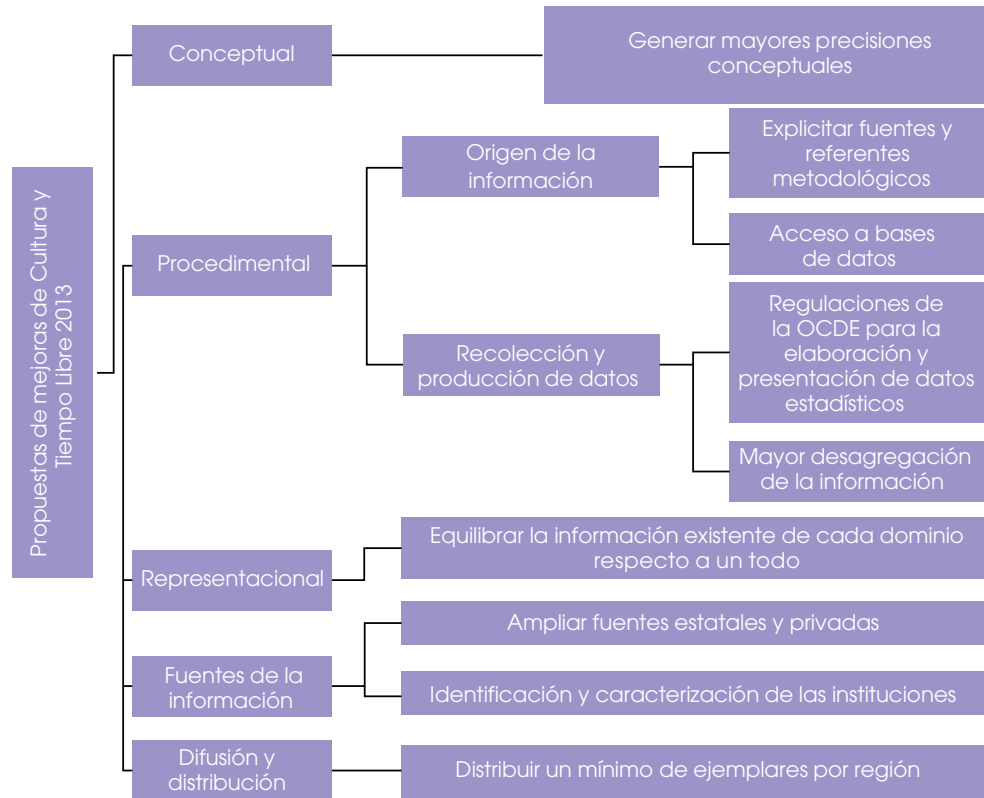 Propuestas de mejoras de Cultura y
Tiempo Libre 2013
Conceptual
Generar mayores precisiones
conceptuales
Procedimental
Origen de la
información
Explicitar fuentes y
referentes
metodológicos
Acceso a bases
de datos
Recolección y
producción de datos
Regulaciones de
la OCDE para la
elaboración y
presentación de datos
estadísticos
Mayor desagregación
de la información
Representacional
Equilibrar la información existente de cada dominio
respecto a un todo
Fuentes de la
información
Ampliar fuentes estatales y privadas
Identificación y caracterización de las instituciones
Difusión y
distribución
Distribuir un mínimo de ejemplares por región